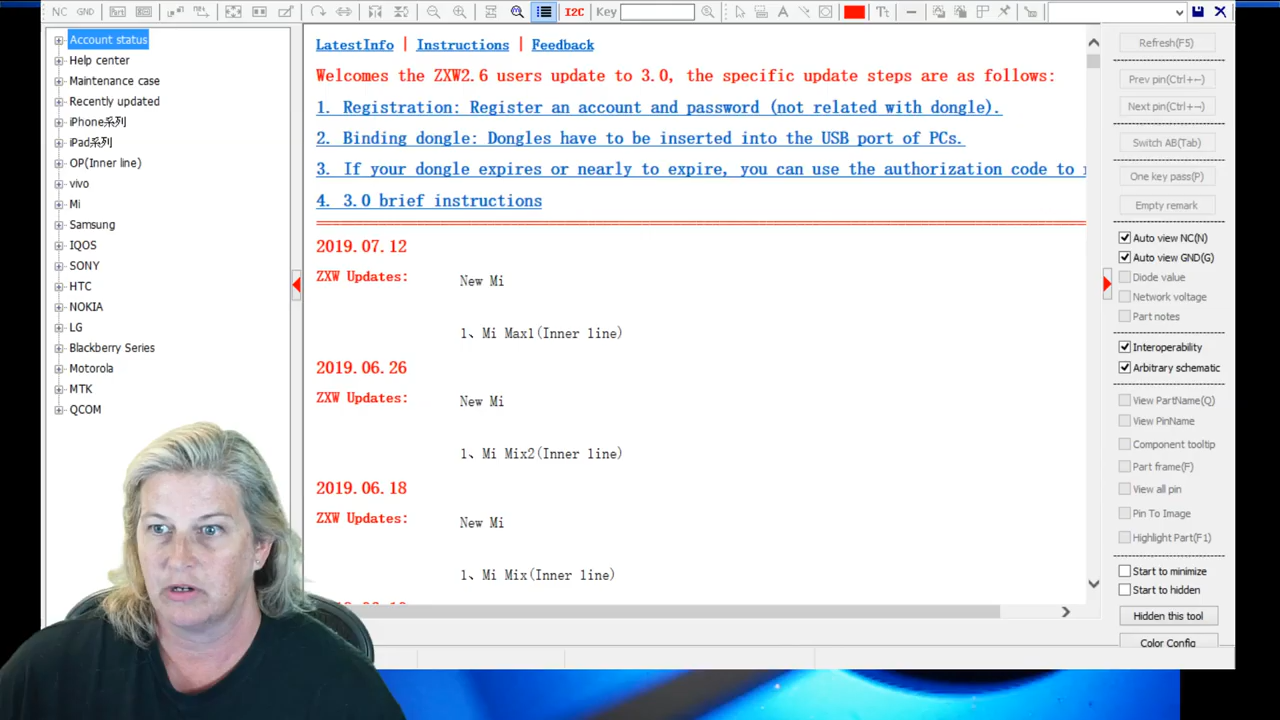 NC GND I2C Key
Account status
Help center
Maintenance case
Recently updated
iPhone系列
iPad系列
OP(Inner line)
vivo
Mi
Samsung
IQOS
SONY
HTC
NOKIA
LG
Blackberry Series
Motorola
MTK
QCOM
LatestInfo | Instructions | Feedback
Welcomes the ZXW2.6 users update to 3.0, the specific update steps are as follows:
1. Registration: Register an account and password (not related with dongle).
2. Binding dongle: Dongles have to be inserted into the USB port of PCs.
3. If your dongle expires or nearly to expire, you can use the authorization code to
4. 3.0 brief instructions
2019.07.12
ZXW Updates: New Mi
1、Mi Max1(Inner line)
2019.06.26
ZXW Updates: New Mi
1、Mi Mix2(Inner line)
2019.06.18
ZXW Updates: New Mi
1、Mi Mix(Inner line)
Refresh(F5)
Prev pin(Ctrl+←)
Next pin(Ctrl+→)
Switch AB(Tab)
One key pass(P)
Empty remark
Auto view NC(N)
Auto view GND(G)
Diode value
Network voltage
Part notes
Interoperability
Arbitrary schematic
View PartName(Q)
View PinName
Component tooltip
Part frame(F)
View all pin
Pin To Image
Highlight Part(F1)
Start to minimize
Start to hidden
Hidden this tool
Color Config